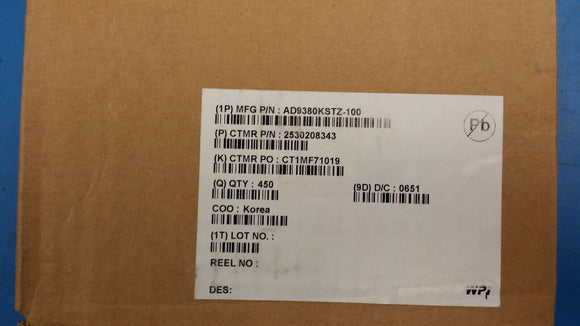 (1P) MFG P/N : AD9380KSTZ-100
Pb
(P) CTMR P/N : 2530208343
(K) CTMR PO : CT1MF71019
(Q) QTY : 450 (9D) D/C : 0651
COO : Korea
(1T) LOT NO. :
REEL NO :
DES: WPI